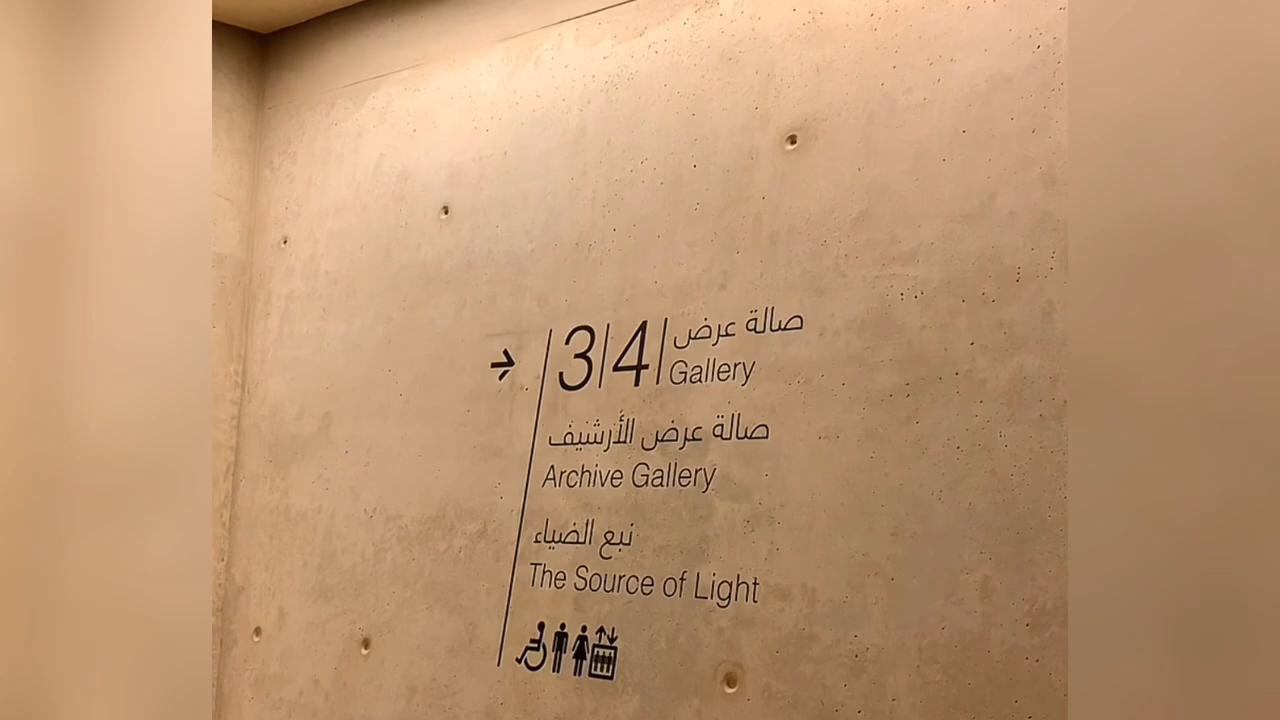 3|4| صالة عرض
Gallery
صالة عرض الأرشيف
Archive Gallery
نبع الضياء
The Source of Light